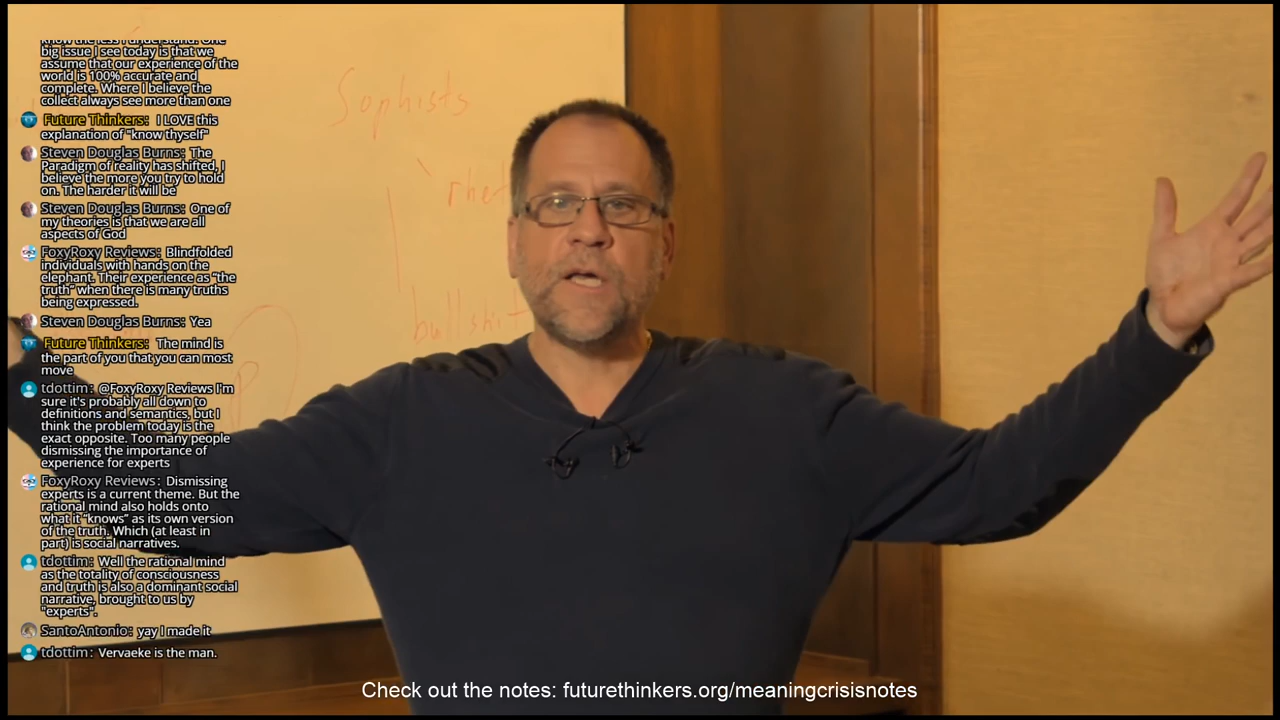 know the less I understand. One
big issue I see today is that we
assume that our experience of the
world is 100% accurate and
complete. Where I believe the
collect always see more than one
Future Thinkers: I LOVE this
explanation of "know thyself"
Steven Douglas Burns: The
Paradigm of reality has shifted, I
believe the more you try to hold
on. The harder it will be
Steven Douglas Burns: One of
my theories is that we are all
aspects of God
FoxyRoxy Reviews: Blindfolded
individuals with hands on the
elephant. Their experience as "the
truth" when there is many truths
being expressed.
Steven Douglas Burns: Yea
Future Thinkers: The mind is
the part of you that you can most
move
tdottim: @FoxyRoxy Reviews I'm
sure it's probably all down to
definitions and semantics, but I
think the problem today is the
exact opposite. Too many people
dismissing the importance of
experience for experts
FoxyRoxy Reviews: Dismissing
experts is a current theme. But the
rational mind also holds onto
what it "knows" as its own version
of the truth. Which (at least in
part) is social narratives.
tdottim: Well the rational mind
as the totality of consciousness
and truth is also a dominant social
narrative, brought to us by
"experts".
SantoAntonio: yay I made it
tdottim: Vervaeke is the man.
Sophists
rhet
bullshit
Check out the notes: futurethinkers.org/meaningcrisisnotes